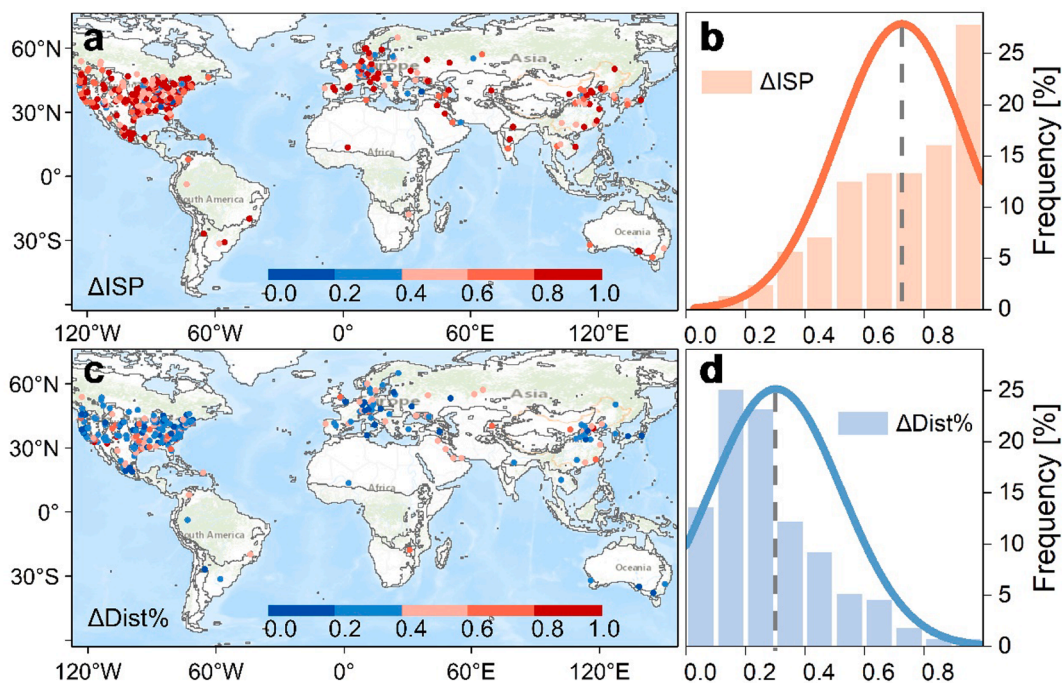 a
60°N
30°N
0°
30°S
Asia
Europe
Africa
South America
Oceania
ΔISP
0.0 0.2 0.4 0.6 0.8 1.0
120°W 60°W 0° 60°E 120°E
b
ΔISP
25
20
15
10
5
0
Frequency [%]
0.0 0.2 0.4 0.6 0.8
c
60°N
30°N
0°
30°S
Asia
Europe
Africa
South America
Oceania
ΔDist%
0.0 0.2 0.4 0.6 0.8 1.0
120°W 60°W 0° 60°E 120°E
d
ΔDist%
25
20
15
10
5
0
Frequency [%]
0.0 0.2 0.4 0.6 0.8